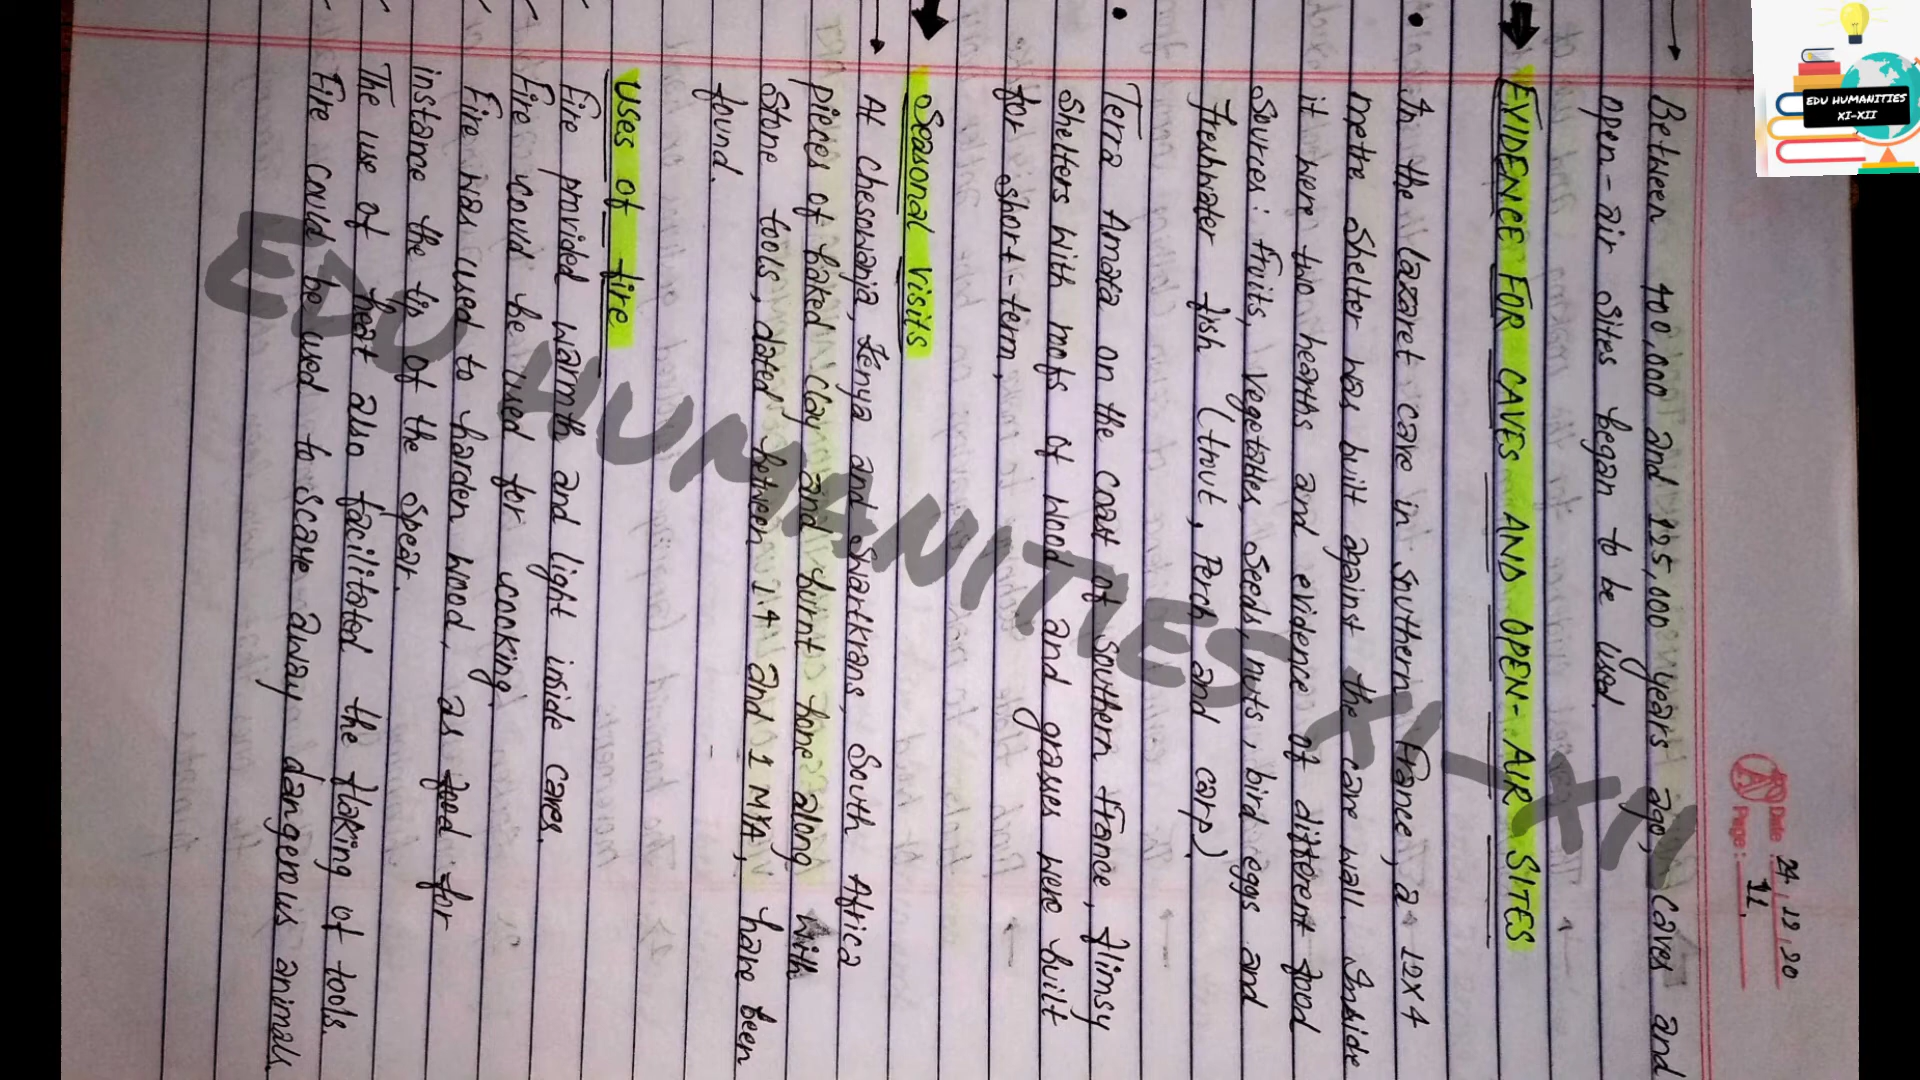 Date: 24.12.20
Page: 11.
Between 400,000 and 125,000 years ago, caves and
open-air sites began to be used.
EVIDENCE FOR CAVES AND OPEN-AIR SITES
In the lazaret cave in southern France, a 12x4
metre shelter was built against the cave wall. Inside
it were two hearths and evidence of different food
Sources: fruits, vegetables, Seeds, nuts, bird eggs and
freshwater fish (trout, Perch and carp).
Terra Amata on the coast of southern france, flimsy
Shelters with roofs of wood and grasses were built
for short-term,
Seasonal visits
At chesowanja, Kenya and Swartkrans, South Africa
pieces of baked clay and burnt bone along with
Stone tools, dated between 1.4 and 1 MYA, have been
found.
Uses of fire
Fire provided warmth and light inside caves.
Fire could be used for cooking.
Fire was used to harden wood, as food for
instance the tip of the spear.
The use of heat also facilitated the flaking of tools.
Fire could be used to scare away dangerous animals.
EDU HUMANITIES XI-XII
EDU HUMANITIES
XI-XII